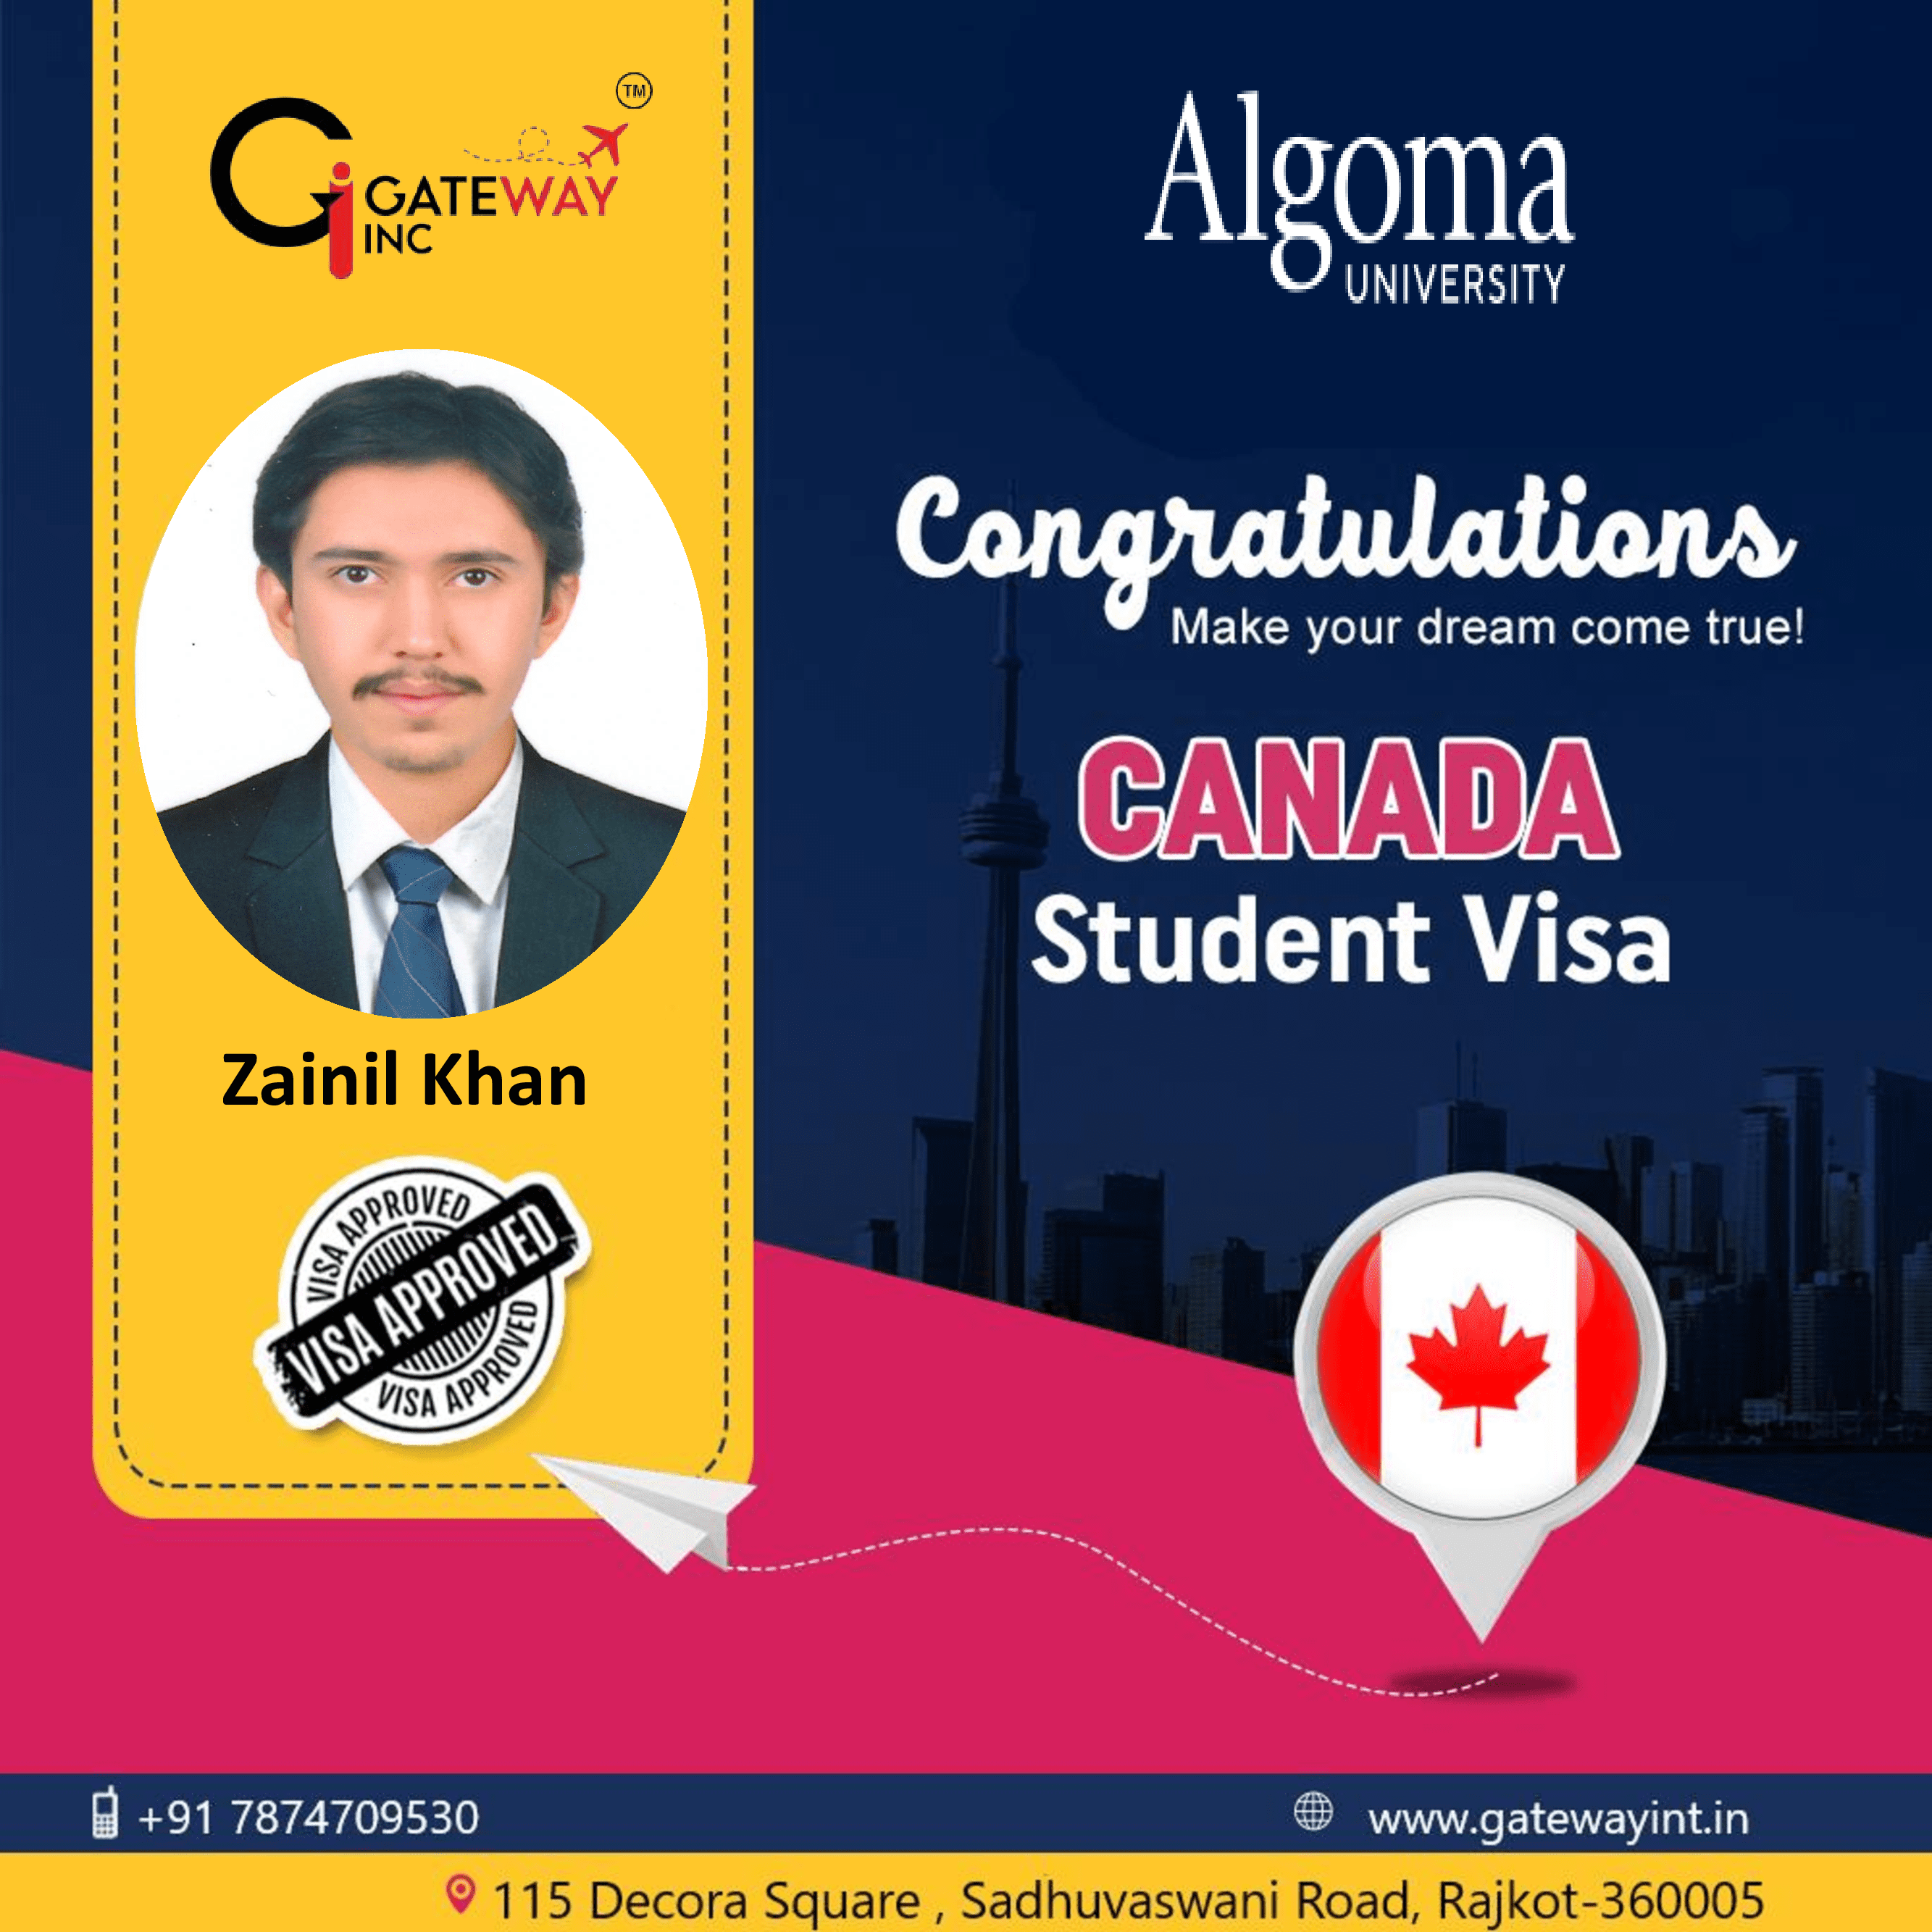 TM
GATEWAY
INC
Algoma
UNIVERSITY
Congratulations
Make your dream come true!
CANADA
Student Visa
Zainil Khan
VISA APPROVED
VISA APPROVED
VISA APPROVED
+91 7874709530
www.gatewayint.in
115 Decora Square , Sadhuvaswani Road, Rajkot-360005